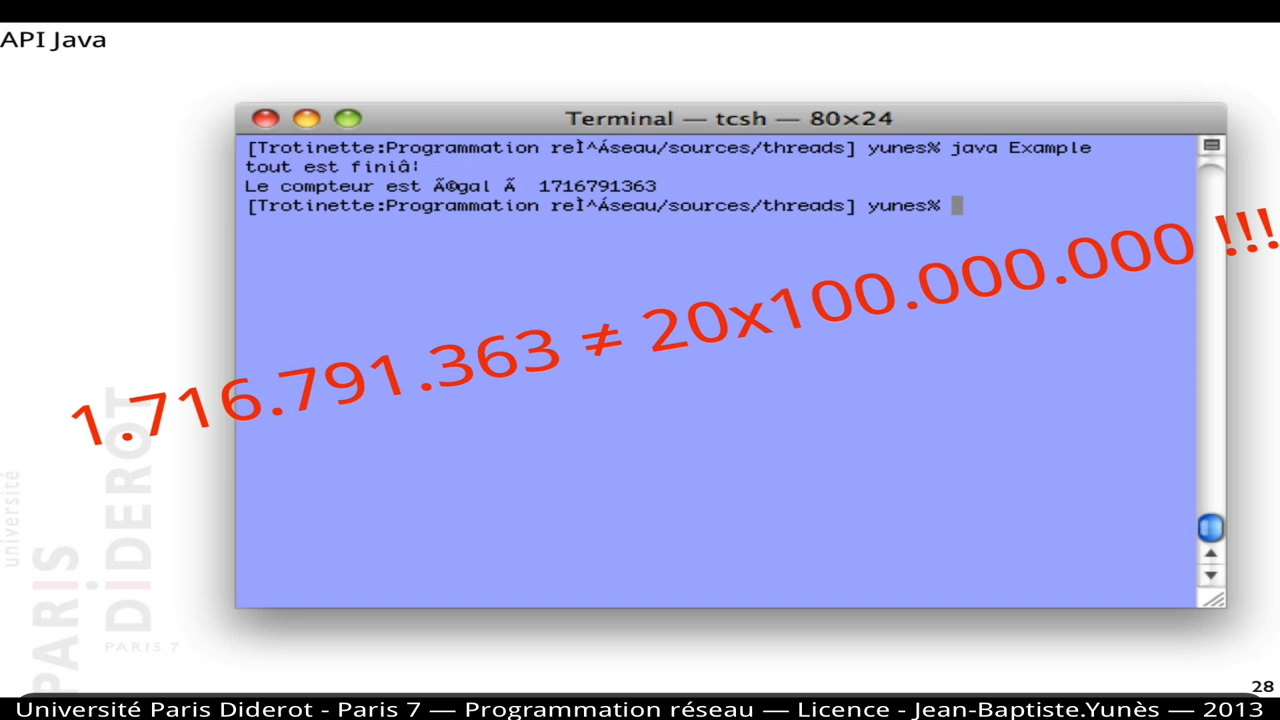 API Java
Terminal — tcsh — 80×24
[Trotinette:Programmation reÌ^Áseau/sources/threads] yunes% java Example
tout est finiâ¦
Le compteur est Ã©gal Ã  1716791363
[Trotinette:Programmation reÌ^Áseau/sources/threads] yunes%
1.716.791.363 ≠ 20x100.000.000 !!!
université
PARIS
DIDEROT
PARIS 7
28
Université Paris Diderot - Paris 7 — Programmation réseau — Licence - Jean-Baptiste.Yunès — 2013